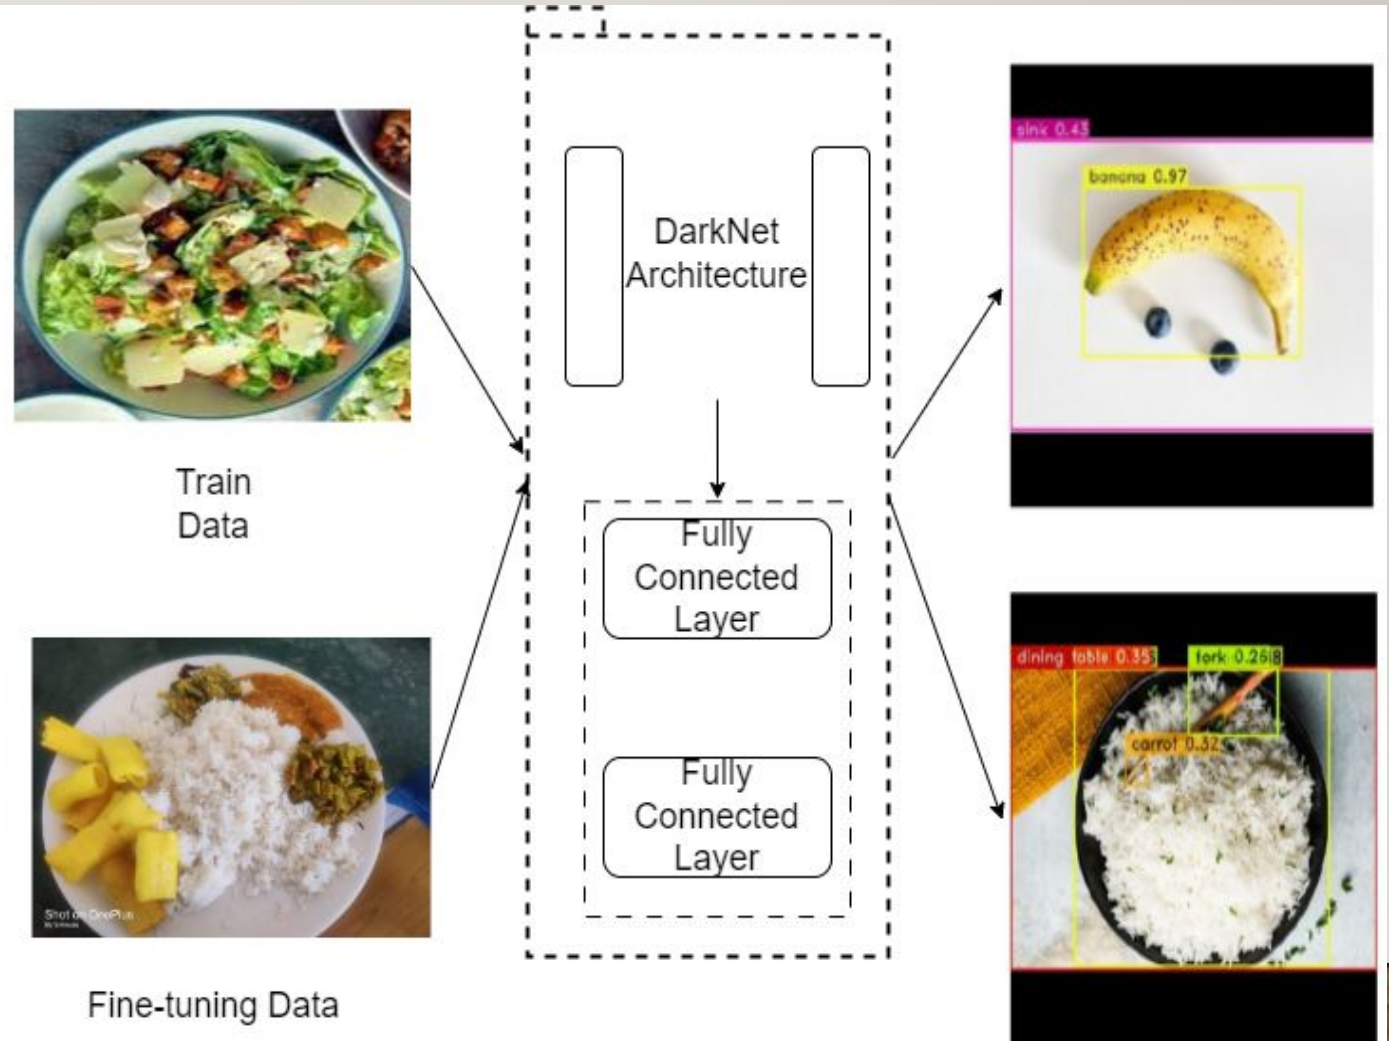 sink 0.43
banana 0.97
DarkNet
Architecture
Train
Data
Fully
Connected
Layer
dining table 0.35
fork 0.26
carrot 0.32
Fully
Connected
Layer
Shot on OnePlus
Fine-tuning Data